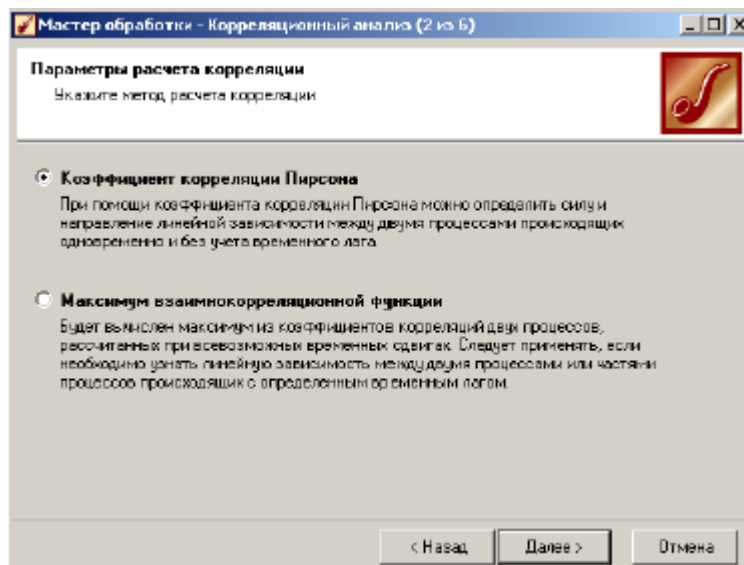 Мастер обработки - Корреляционный анализ (2 из 6)
Параметры расчета корреляции
Укажите метод расчета корреляции
Коэффициент корреляции Пирсона
При помощи коэффициента корреляции Пирсона можно определить силу и
направление линейной зависимости между двумя процессами происходящих
одновременно и без учета временного лага.
Максимум взаимнокорреляционной функции
Будет вычислен максимум из коэффициентов корреляций двух процессов,
рассчитанных при всевозможных временных сдвигах. Следует применять, если
необходимо узнать линейную зависимость между двумя процессами или частями
процессов происходящих с определенным временным лагом.
< Назад
Далее >
Отмена